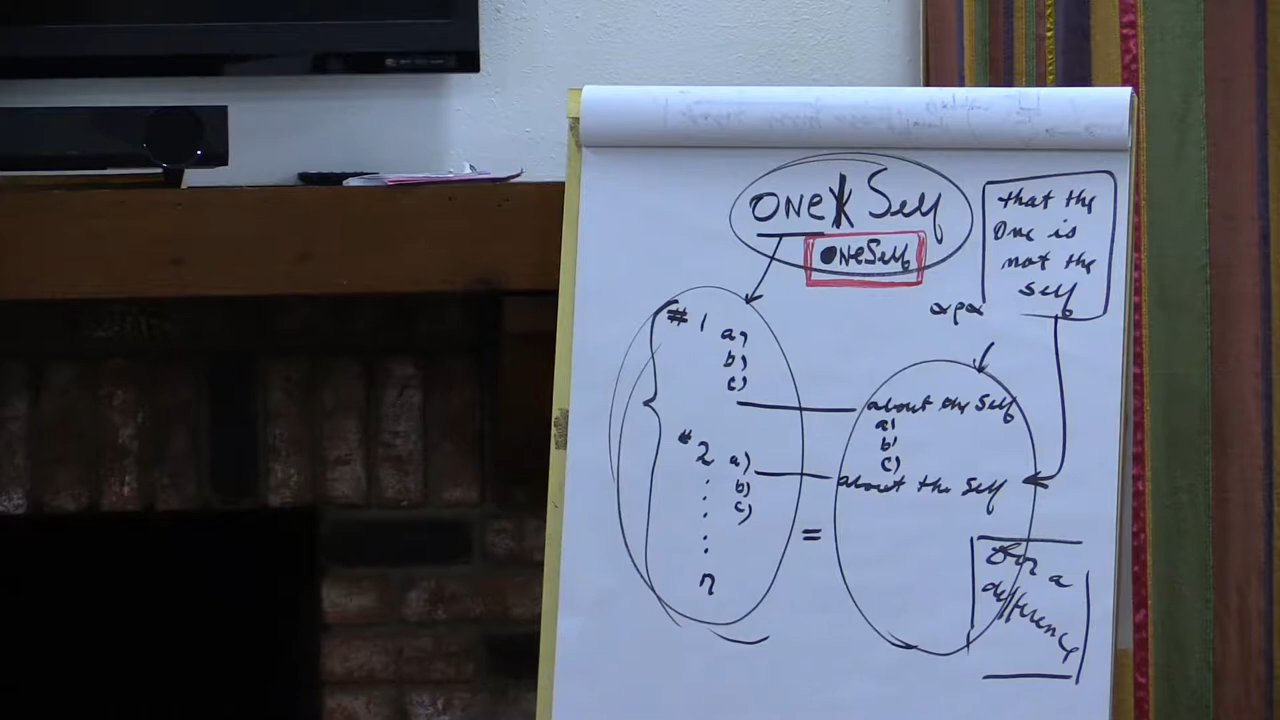 ONE Self
ONESelf
that the
One is
not the
self
αρα
#1 a,
b)
c)
about the Self
a)
b)
c)
#2 a)
b)
c)
about the Self
=
n
a
difference